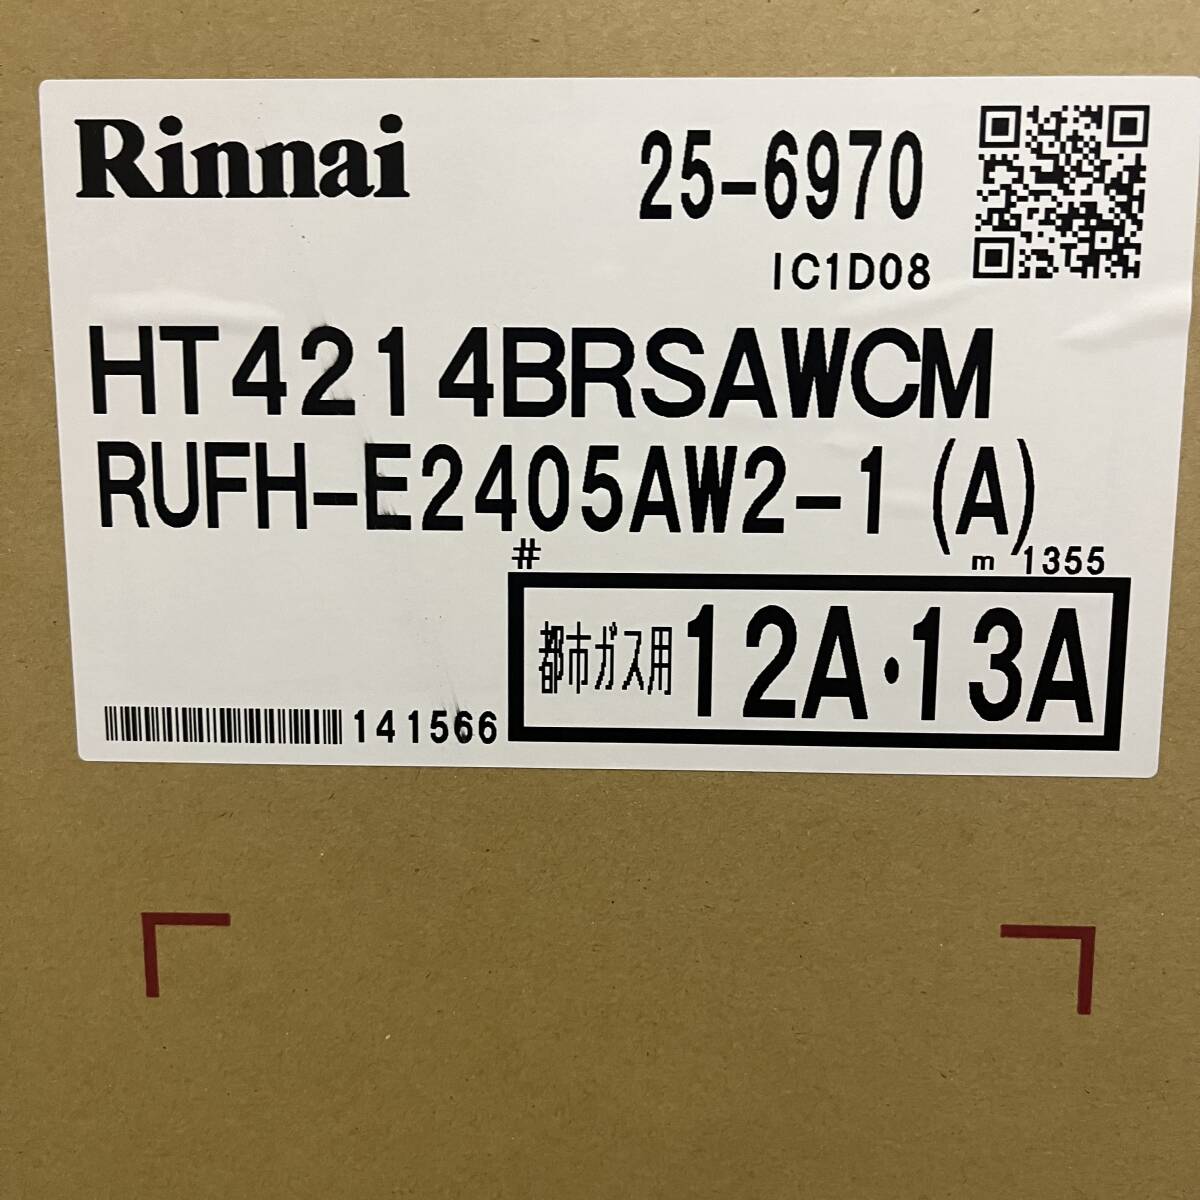 Rinnai
25-6970
IC1D08
HT4214BRSAWCM
RUFH-E2405AW2-1(A)
# m 1355
都市ガス用 12A・13A
141566